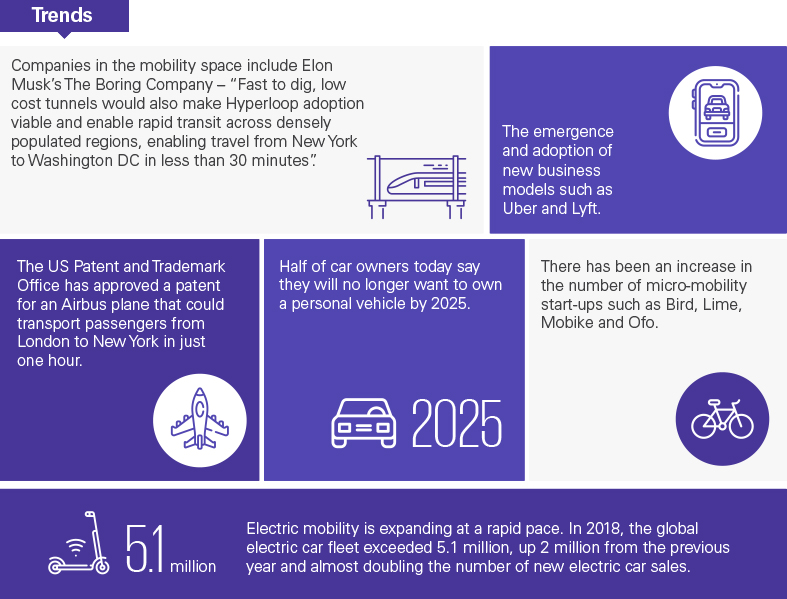 Trends
Companies in the mobility space include Elon
Musk's The Boring Company – “Fast to dig, low
cost tunnels would also make Hyperloop adoption
viable and enable rapid transit across densely
populated regions, enabling travel from New York
to Washington DC in less than 30 minutes”.
The emergence
and adoption of
new business
models such as
Uber and Lyft.
The US Patent and Trademark
Office has approved a patent
for an Airbus plane that could
transport passengers from
London to New York in just
one hour.
Half of car owners today say
they will no longer want to own
a personal vehicle by 2025.
2025
There has been an increase in
the number of micro-mobility
start-ups such as Bird, Lime,
Mobike and Ofo.
5.1 million
Electric mobility is expanding at a rapid pace. In 2018, the global
electric car fleet exceeded 5.1 million, up 2 million from the previous
year and almost doubling the number of new electric car sales.